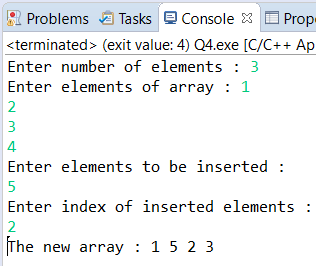 Problems Tasks Console Prope
<terminated> (exit value: 4) Q4.exe [C/C++ Ap
Enter number of elements : 3
Enter elements of array : 1
2
3
4
Enter elements to be inserted :
5
Enter index of inserted elements :
2
The new array : 1 5 2 3